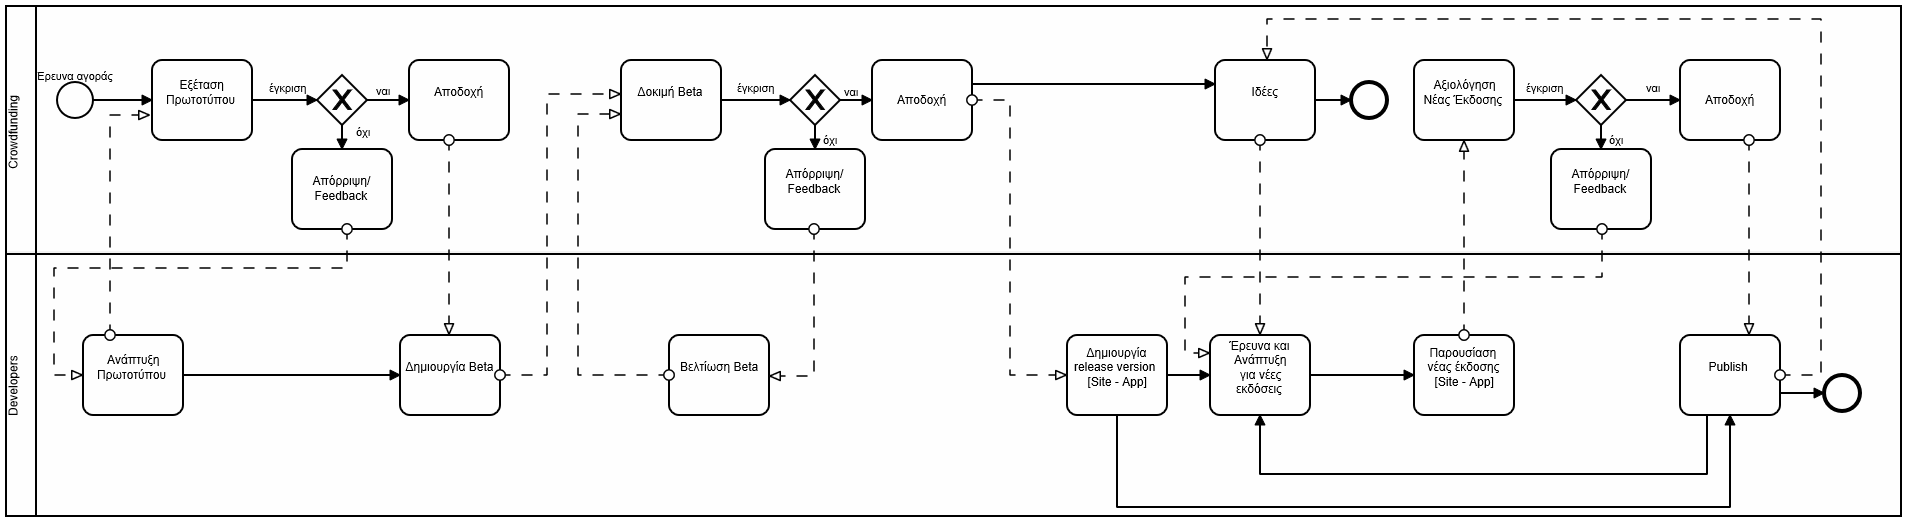 Crowdfunding
Έρευνα αγοράς
Εξέταση
Πρωτοτύπου
έγκριση
ναι
όχι
Αποδοχή
Απόρριψη/
Feedback
Δοκιμή Beta
έγκριση
ναι
όχι
Αποδοχή
Απόρριψη/
Feedback
Ιδέες
Αξιολόγηση
Νέας Έκδοσης
έγκριση
ναι
όχι
Αποδοχή
Απόρριψη/
Feedback
Developers
Ανάπτυξη
Πρωτοτύπου
Δημιουργία Beta
Βελτίωση Beta
Δημιουργία
release version
[Site - App]
Έρευνα και
Ανάπτυξη
για νέες
εκδόσεις
Παρουσίαση
νέας έκδοσης
[Site - App]
Publish